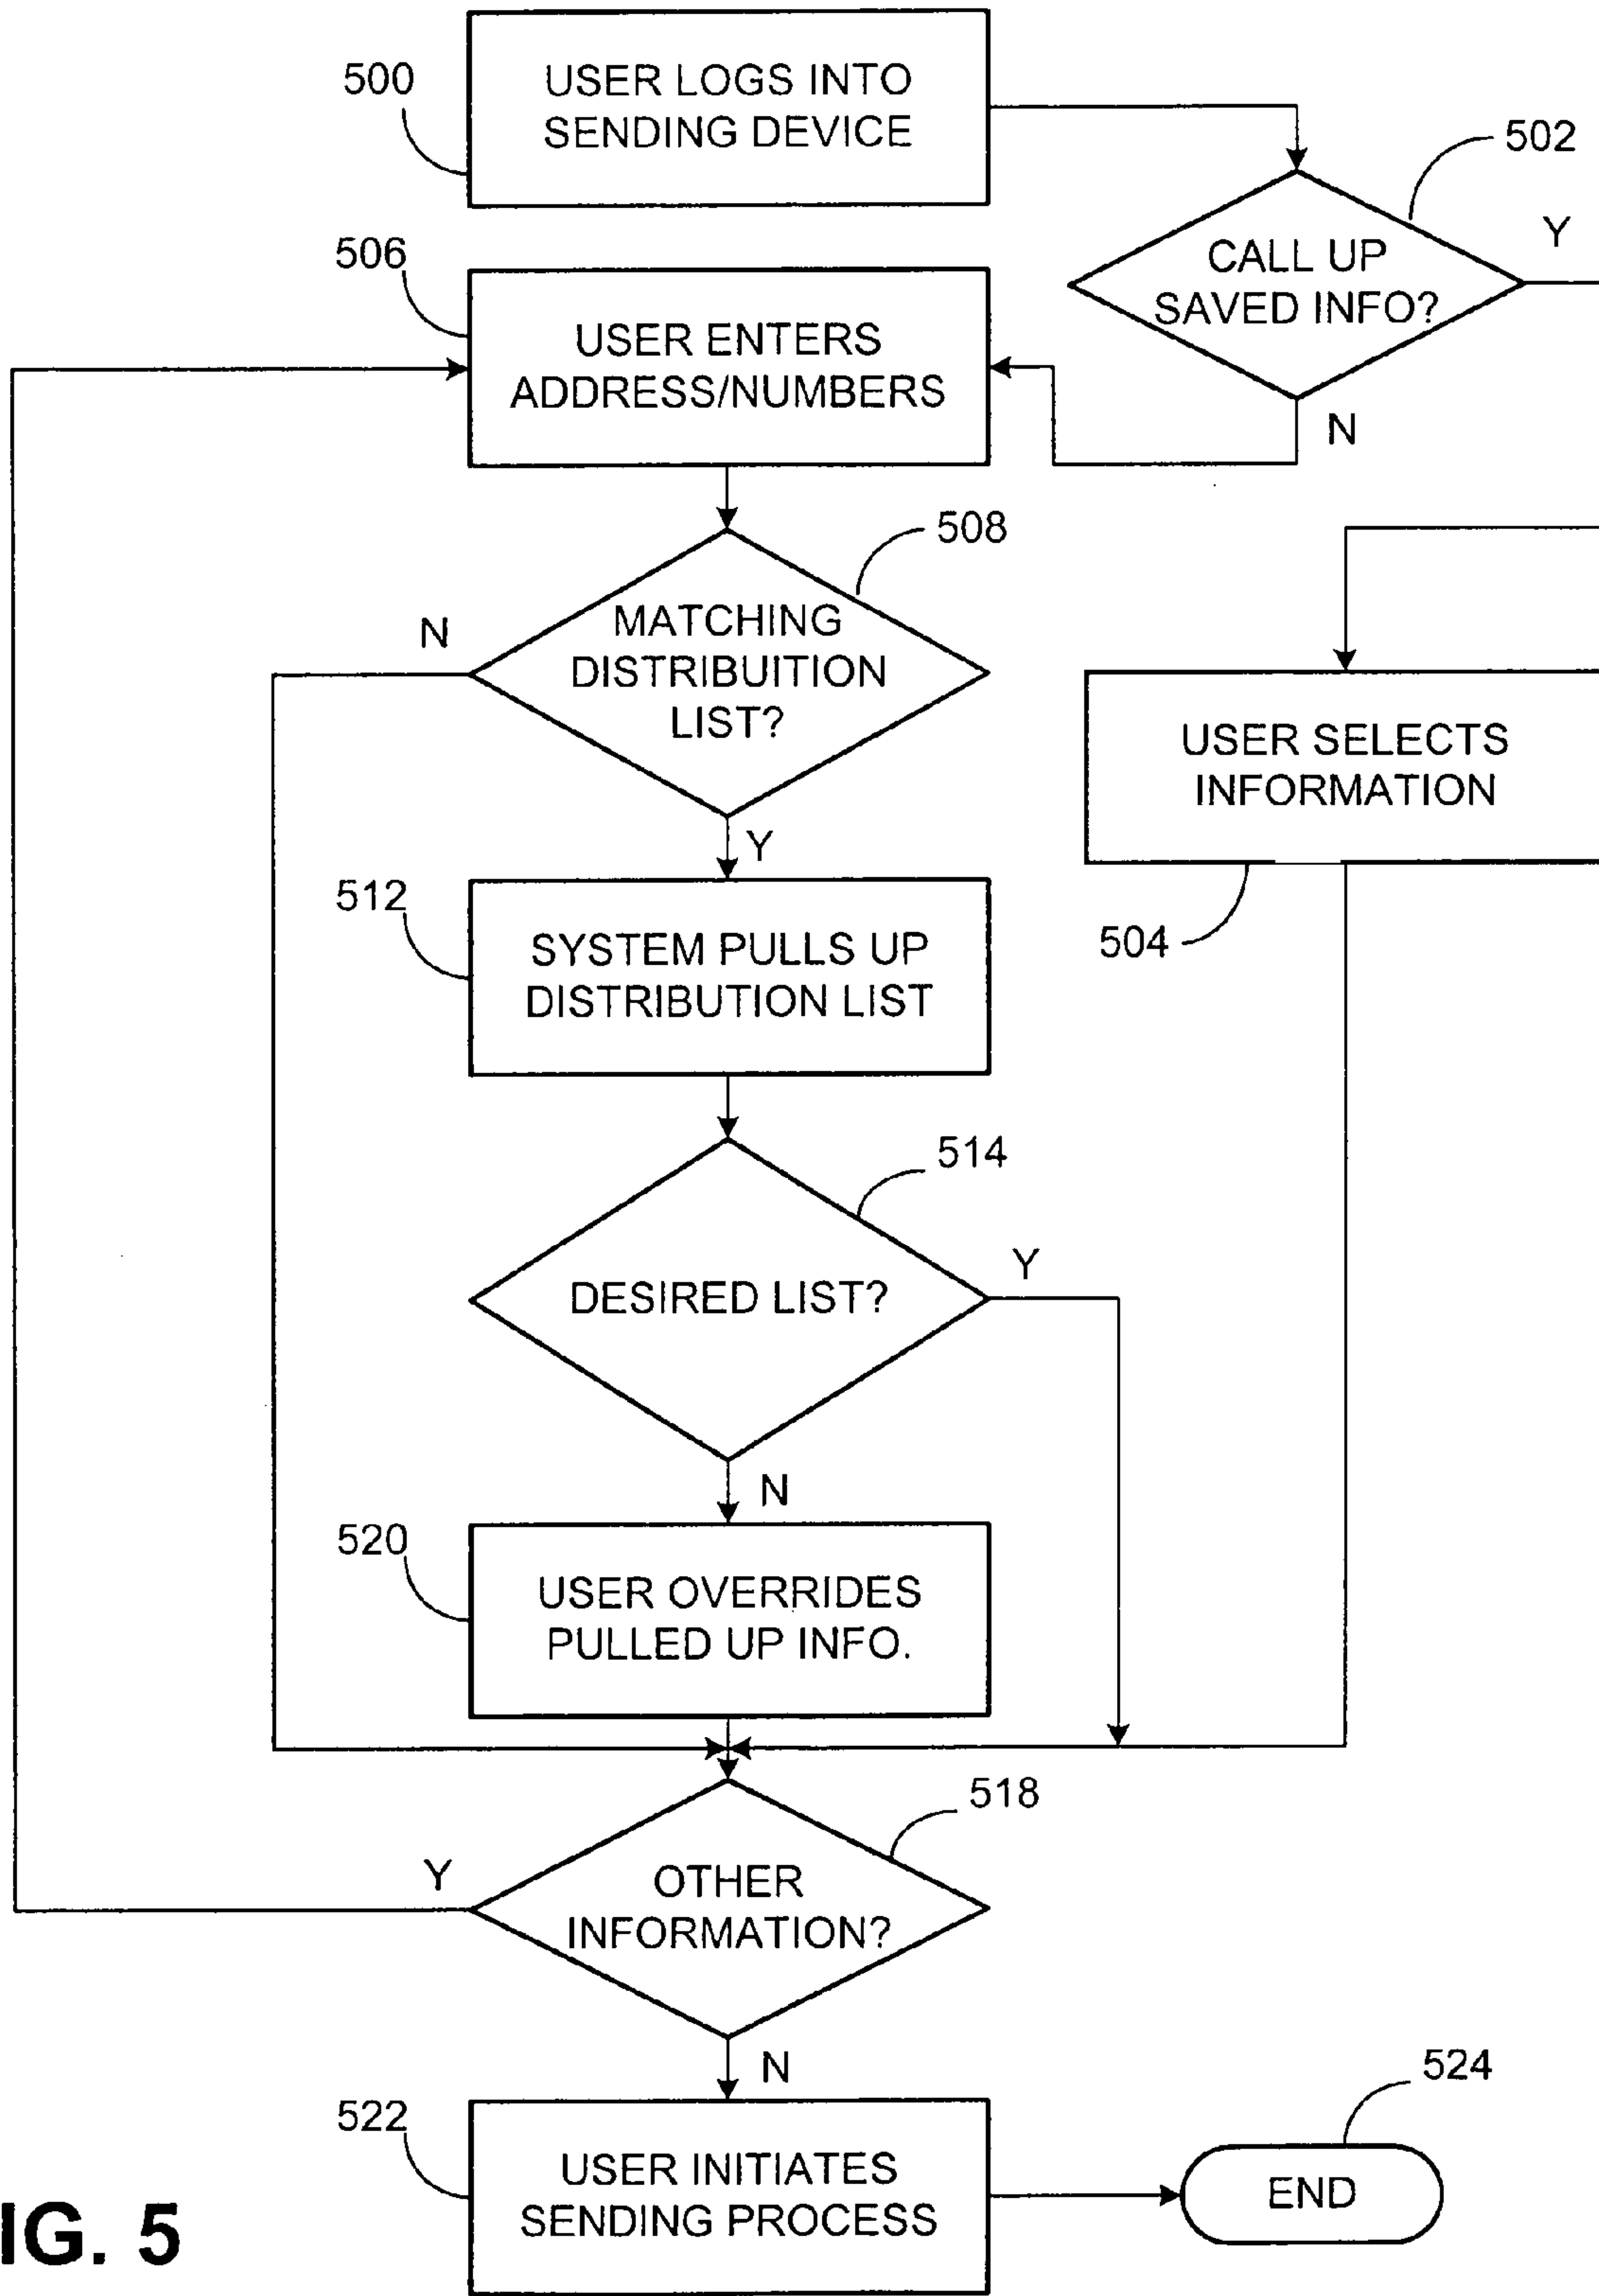 500
USER LOGS INTO
SENDING DEVICE
502
CALL UP
SAVED INFO?
Y
N
506
USER ENTERS
ADDRESS/NUMBERS
508
MATCHING
DISTRIBUITION
LIST?
N
Y
USER SELECTS
INFORMATION
504
512
SYSTEM PULLS UP
DISTRIBUTION LIST
514
DESIRED LIST?
Y
N
520
USER OVERRIDES
PULLED UP INFO.
518
OTHER
INFORMATION?
Y
N
522
USER INITIATES
SENDING PROCESS
524
END
IG. 5